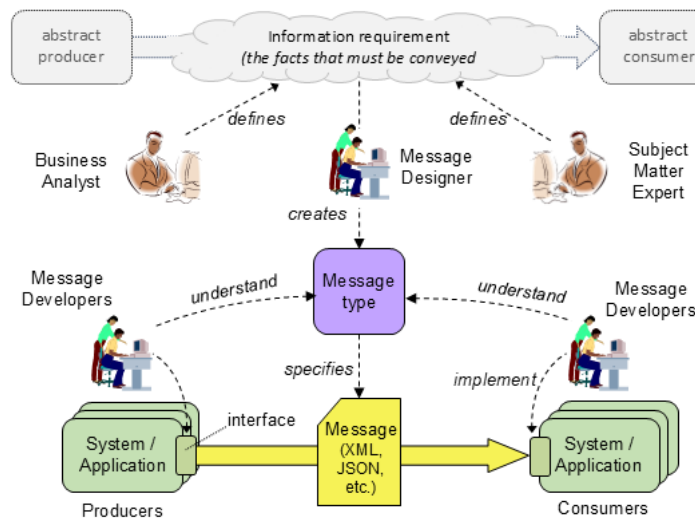 abstract
producer
Information requirement
(the facts that must be conveyed
abstract
consumer
defines
defines
Business
Analyst
Message
Designer
Subject
Matter
Expert
creates
Message
Developers
understand
Message
type
understand
Message
Developers
specifies
implement
interface
System /
Application
Message
(XML,
JSON,
etc.)
System /
Application
Producers
Consumers